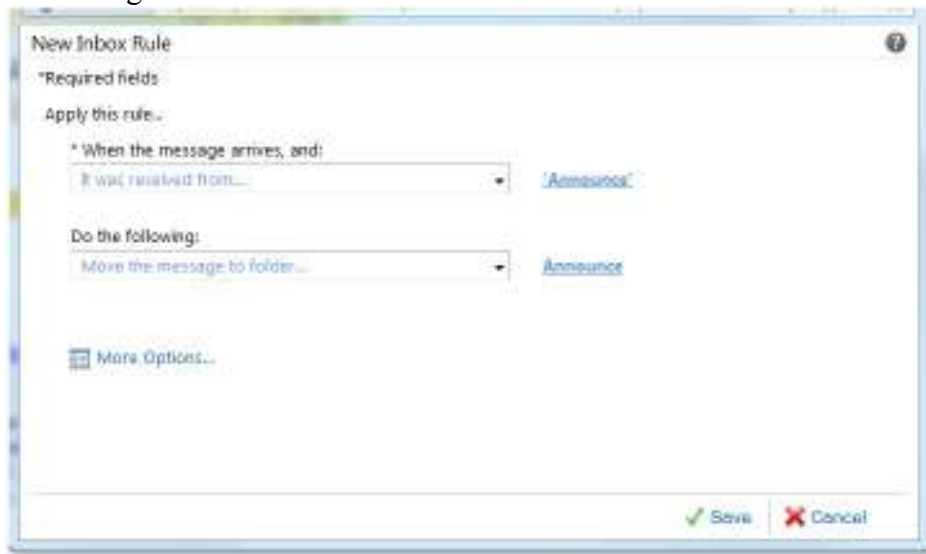 New Inbox Rule
*Required fields
Apply this rule...
* When the message arrives, and:
It was received from... 'Announce'
Do the following:
Move the message to folder... Announce
More Options...
Save Cancel